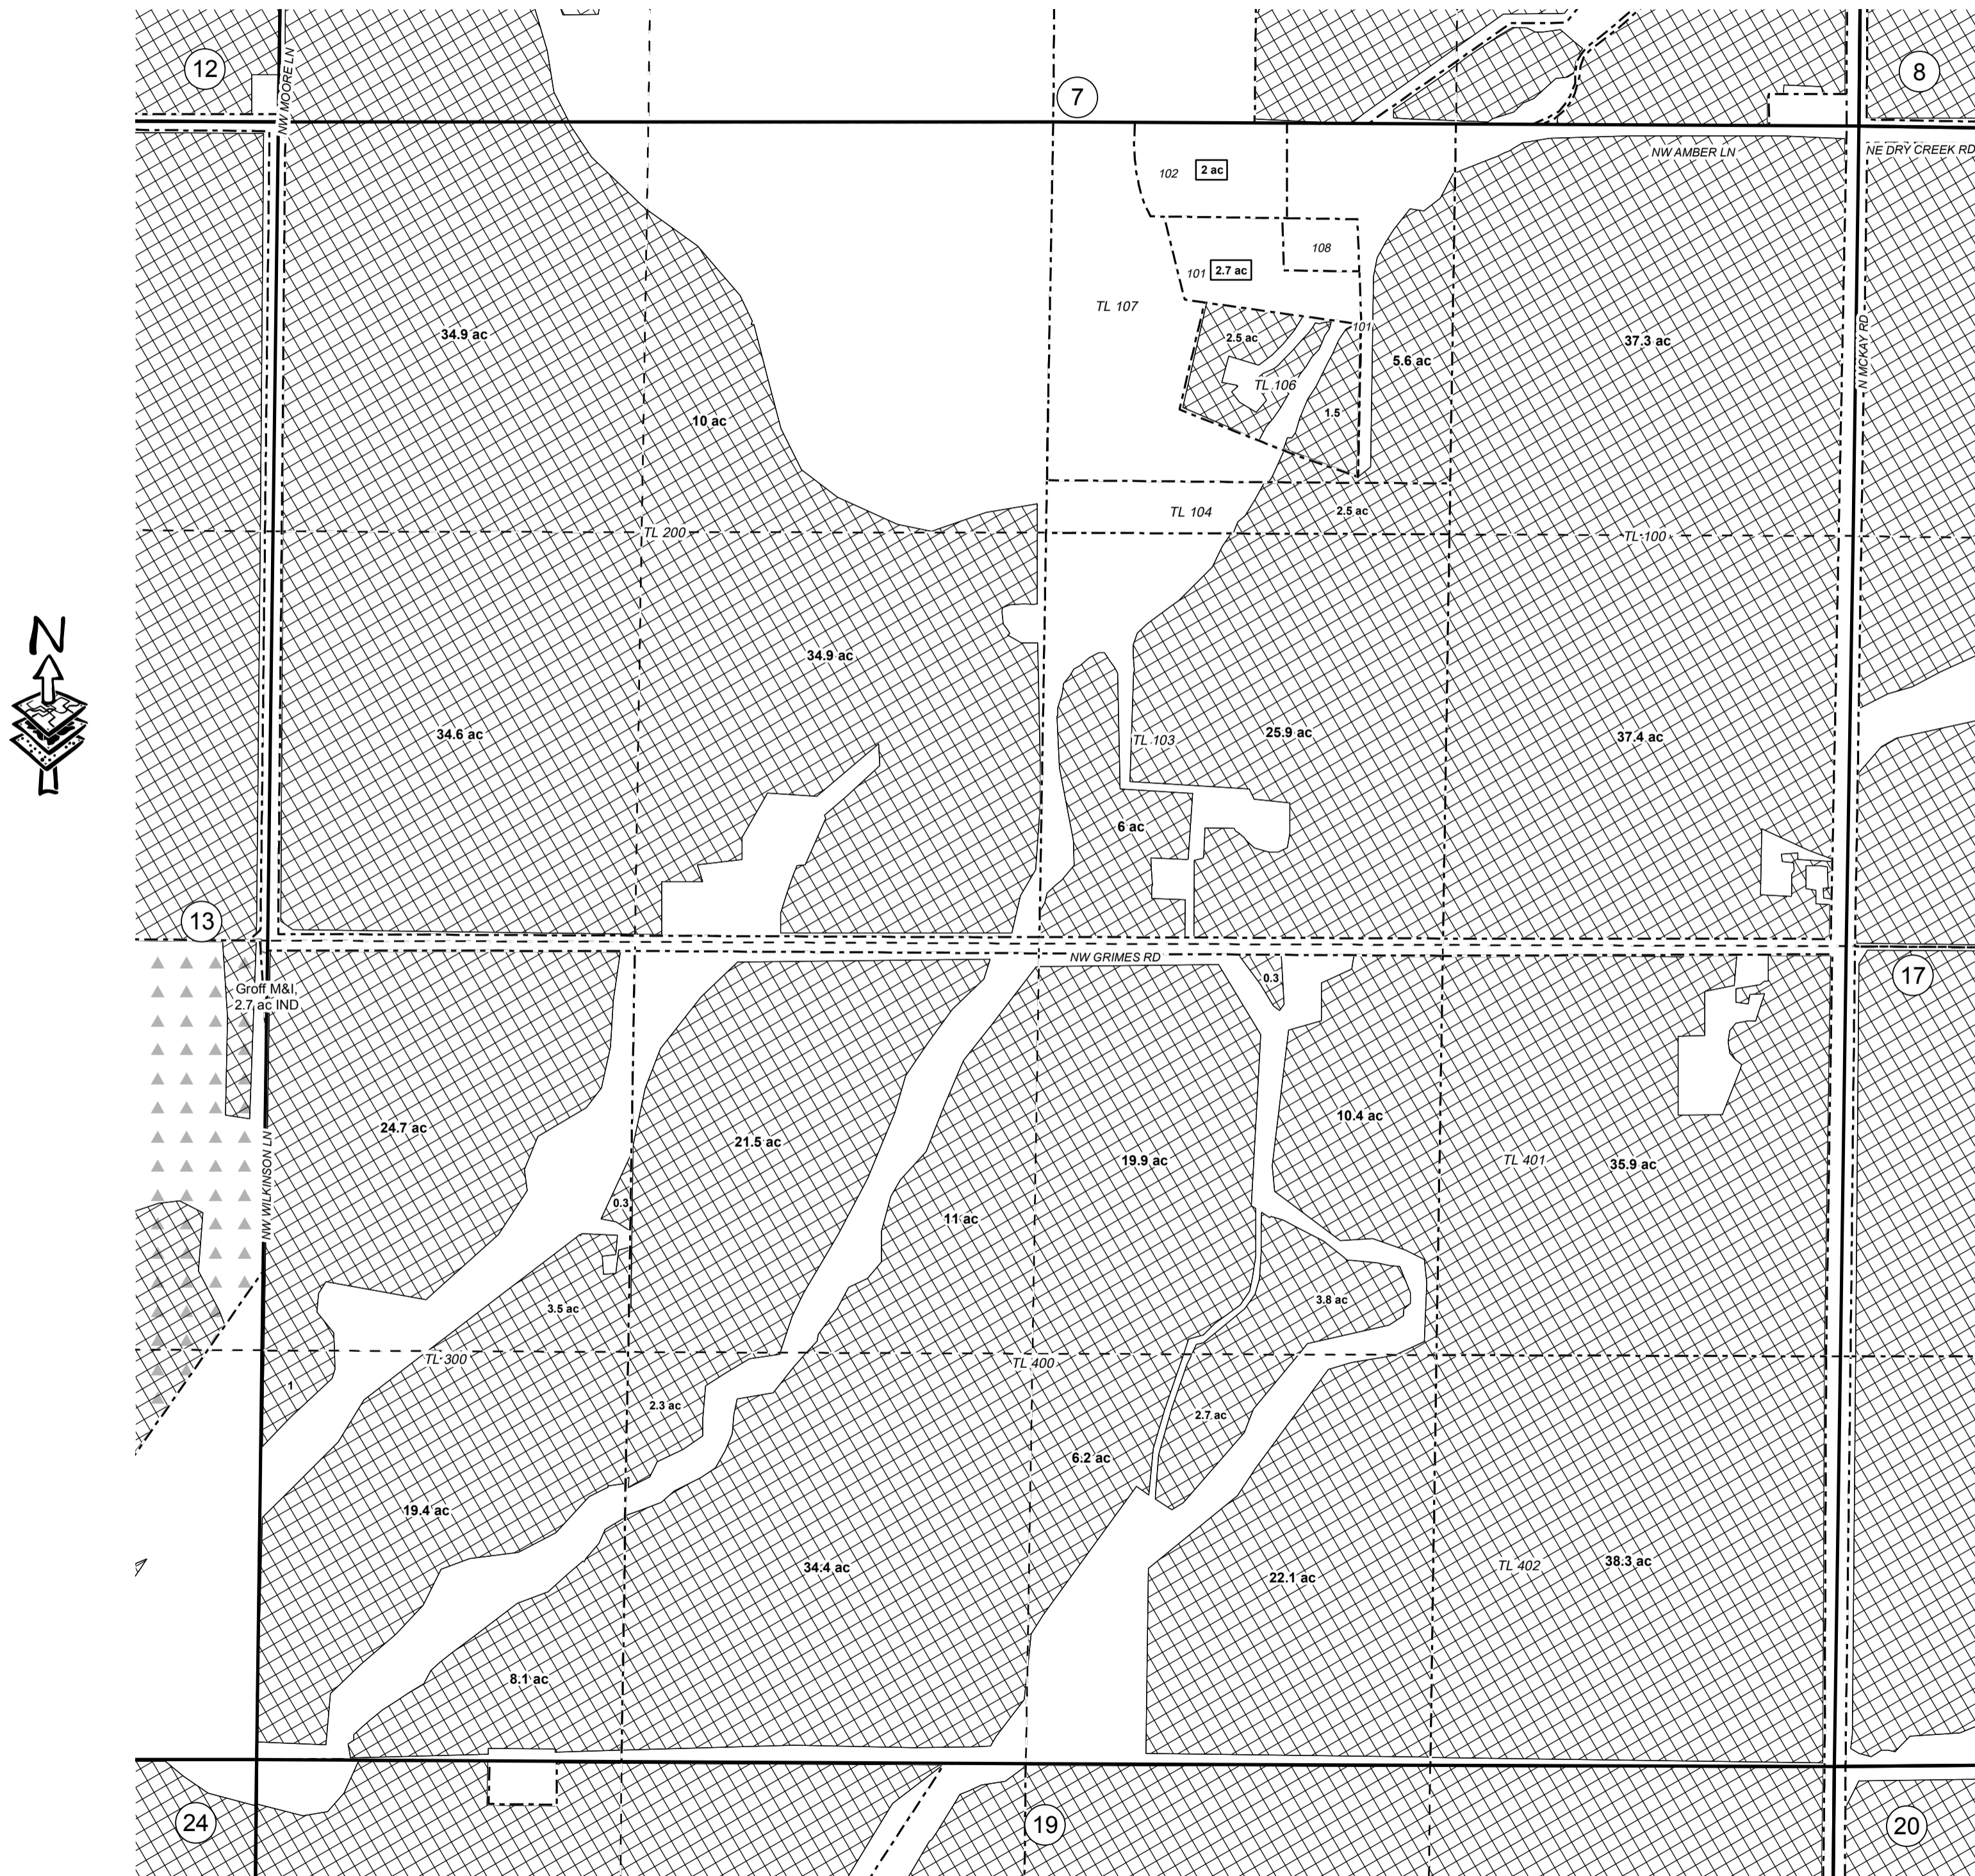 12
NW MOORE LN
7
8
NW AMBER LN
NE DRY CREEK RD
102
2 ac
108
101
2.7 ac
TL 107
101
34.9 ac
2.5 ac
37.3 ac
N MCKAY RD
5.6 ac
TL 106
1.5
10 ac
TL 104
2.5 ac
TL 200
TL 100
34.9 ac
34.6 ac
TL 103
25.9 ac
37.4 ac
6 ac
13
NW GRIMES RD
0.3
17
Groff M&I,
2.7 ac IND
24.7 ac
21.5 ac
10.4 ac
19.9 ac
TL 401
35.9 ac
NW WILKINSON LN
0.3
11 ac
3.5 ac
3.8 ac
TL 300
TL 400
1
2.3 ac
2.7 ac
6.2 ac
19.4 ac
34.4 ac
22.1 ac
TL 402
38.3 ac
8.1 ac
24
19
20
N